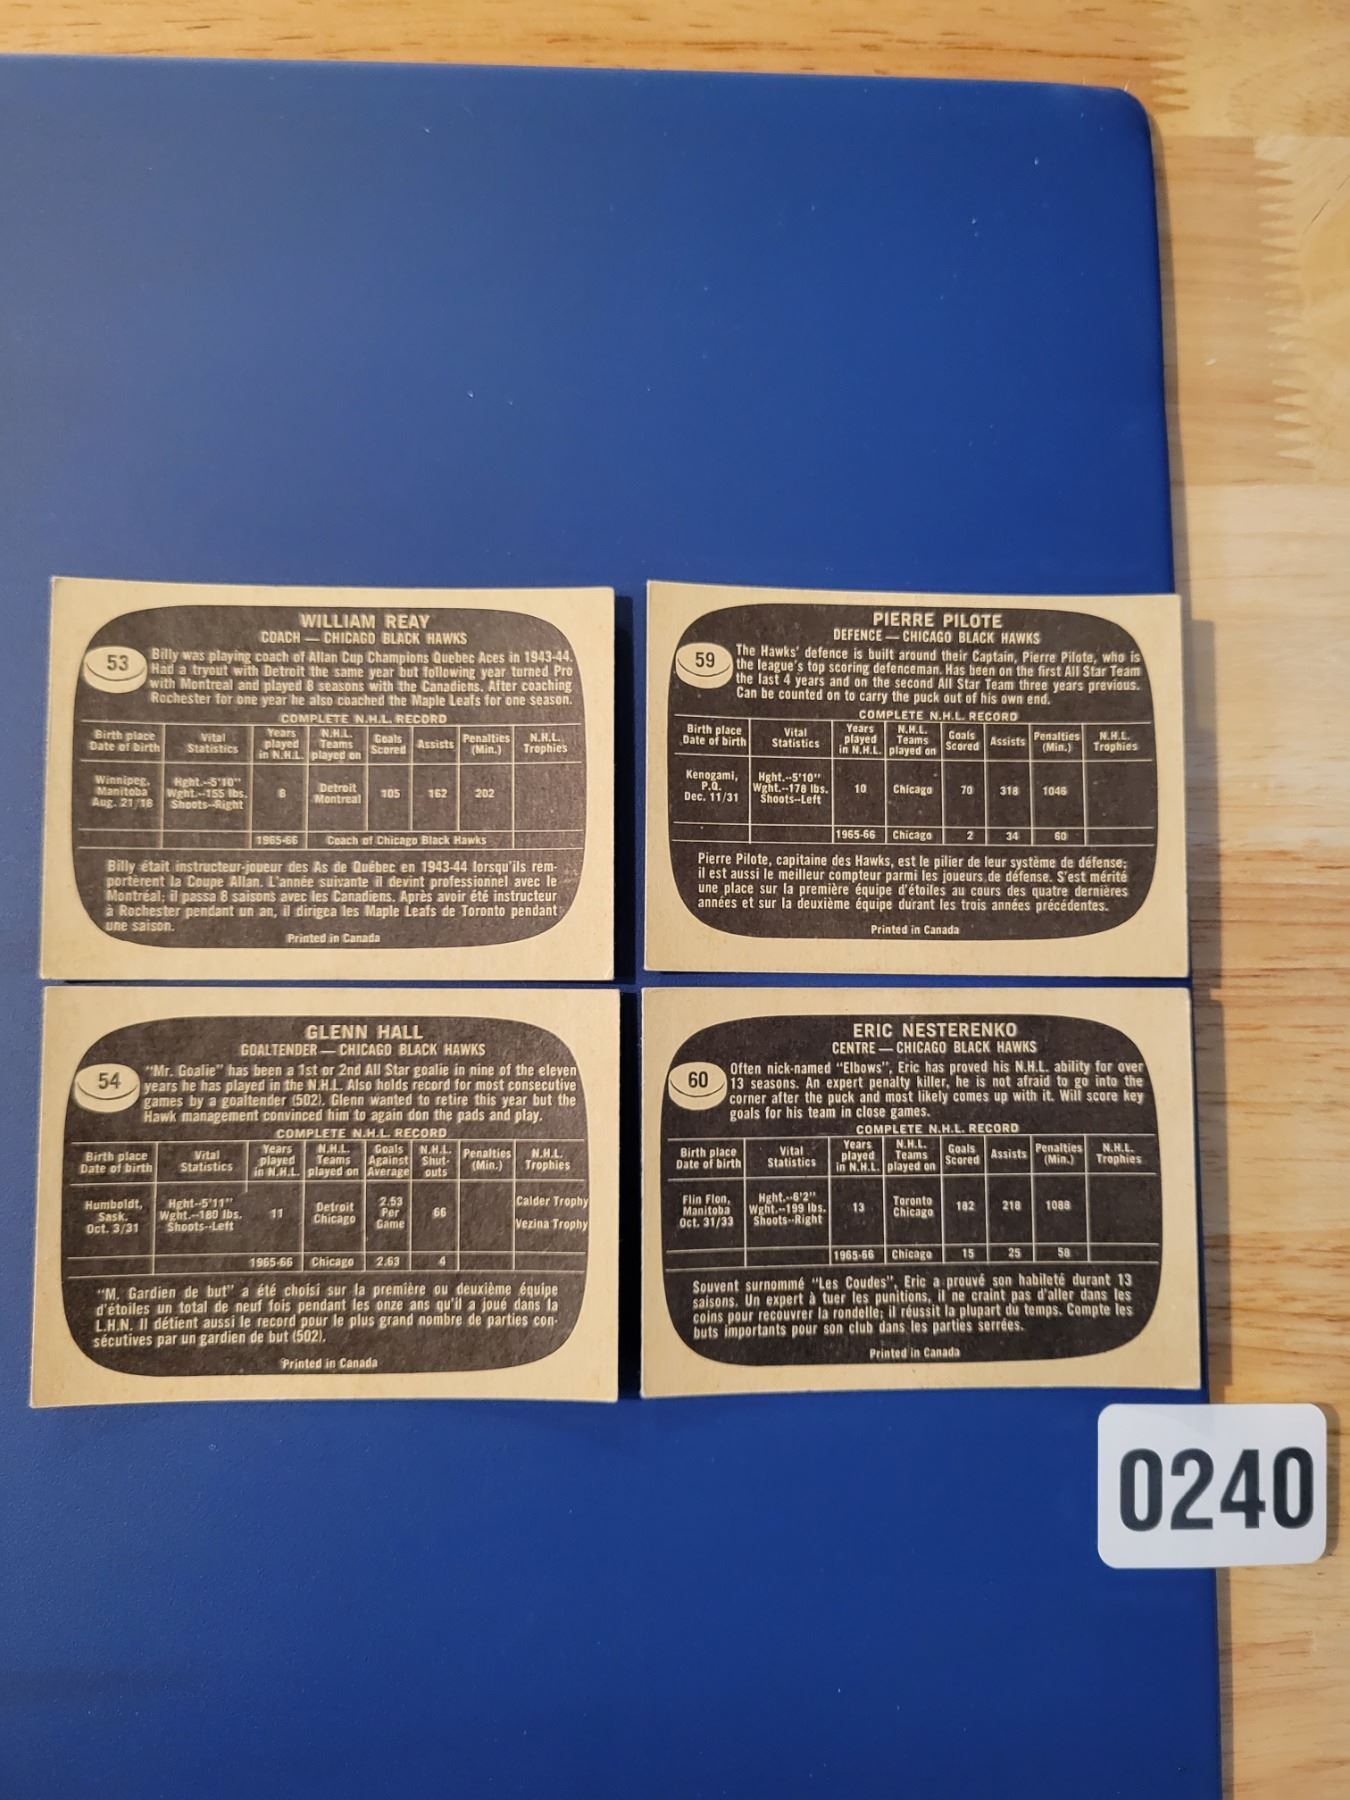 WILLIAM REAY
COACH — CHICAGO BLACK HAWKS
53
Billy was playing coach of Allan Cup Champions Quebec Aces in 1943-44.
Had a tryout with Detroit the same year but following year turned Pro
with Montreal and played 8 seasons with the Canadiens. After coaching
Rochester for one year he also coached the Maple Leafs for one season.
COMPLETE N.H.L. RECORD
Birth place Date of birth | Vital Statistics | Years played in N.H.L. | N.H.L. Teams played on | Goals Scored | Assists | Penalties (Min.) | N.H.L. Trophies
Winnipeg, Manitoba Aug. 21/18 | Hght.--5'10" Wght.--155 lbs. Shoots--Right | 8 | Detroit Montreal | 105 | 162 | 202
1965-66 | Coach of Chicago Black Hawks
Billy était instructeur-joueur des As de Québec en 1943-44 lorsqu'ils rem-
portèrent la Coupe Allan. L'année suivante il devint professionnel avec le
Montréal; il passa 8 saisons avec les Canadiens. Après avoir été instructeur
à Rochester pendant un an, il dirigea les Maple Leafs de Toronto pendant
une saison.
Printed in Canada
PIERRE PILOTE
DEFENCE — CHICAGO BLACK HAWKS
59
The Hawks' defence is built around their Captain, Pierre Pilote, who is
the league's top scoring defenceman. Has been on the first All Star Team
the last 4 years and on the second All Star Team three years previous.
Can be counted on to carry the puck out of his own end.
COMPLETE N.H.L. RECORD
Birth place Date of birth | Vital Statistics | Years played in N.H.L. | N.H.L. Teams played on | Goals Scored | Assists | Penalties (Min.) | N.H.L. Trophies
Kenogami, P.Q. Dec. 11/31 | Hght.--5'10" Wght.--178 lbs. Shoots--Left | 10 | Chicago | 70 | 318 | 1046
1965-66 | Chicago | 2 | 34 | 60
Pierre Pilote, capitaine des Hawks, est le pilier de leur système de défense;
il est aussi le meilleur compteur parmi les joueurs de défense. S'est mérité
une place sur la première équipe d'étoiles au cours des quatre dernières
années et sur la deuxième équipe durant les trois années précédentes.
Printed in Canada
GLENN HALL
GOALTENDER — CHICAGO BLACK HAWKS
54
"Mr. Goalie" has been a 1st or 2nd All Star goalie in nine of the eleven
years he has played in the N.H.L. Also holds record for most consecutive
games by a goaltender (502). Glenn wanted to retire this year but the
Hawk management convinced him to again don the pads and play.
COMPLETE N.H.L. RECORD
Birth place Date of birth | Vital Statistics | Years played in N.H.L. | N.H.L. Teams played on | Goals Against Average | N.H.L. Shut-outs | Penalties (Min.) | N.H.L. Trophies
Humboldt, Sask. Oct. 3/31 | Hght--5'11" Wght.--180 lbs. Shoots--Left | 11 | Detroit Chicago | 2.53 Per Game | 66 | Calder Trophy Vezina Trophy
1965-66 | Chicago | 2.63 | 4
"M. Gardien de but" a été choisi sur la première ou deuxième équipe
d'étoiles un total de neuf fois pendant les onze ans qu'il a joué dans la
L.H.N. Il détient aussi le record pour le plus grand nombre de parties con-
sécutives par un gardien de but (502).
Printed in Canada
ERIC NESTERENKO
CENTRE — CHICAGO BLACK HAWKS
60
Often nick-named "Elbows", Eric has proved his N.H.L. ability for over
13 seasons. An expert penalty killer, he is not afraid to go into the
corner after the puck and most likely comes up with it. Will score key
goals for his team in close games.
COMPLETE N.H.L. RECORD
Birth place Date of birth | Vital Statistics | Years played in N.H.L. | N.H.L. Teams played on | Goals Scored | Assists | Penalties (Min.) | N.H.L. Trophies
Flin Flon, Manitoba Oct. 31/33 | Hght.--6'2" Wght.--199 lbs. Shoots--Right | 13 | Toronto Chicago | 182 | 218 | 1088
1965-66 | Chicago | 15 | 25 | 58
Souvent surnommé "Les Coudes", Eric a prouvé son habileté durant 13
saisons. Un expert à tuer les punitions, il ne craint pas d'aller dans les
coins pour recouvrer la rondelle; il réussit la plupart du temps. Compte les
buts importants pour son club dans les parties serrées.
Printed in Canada
0240